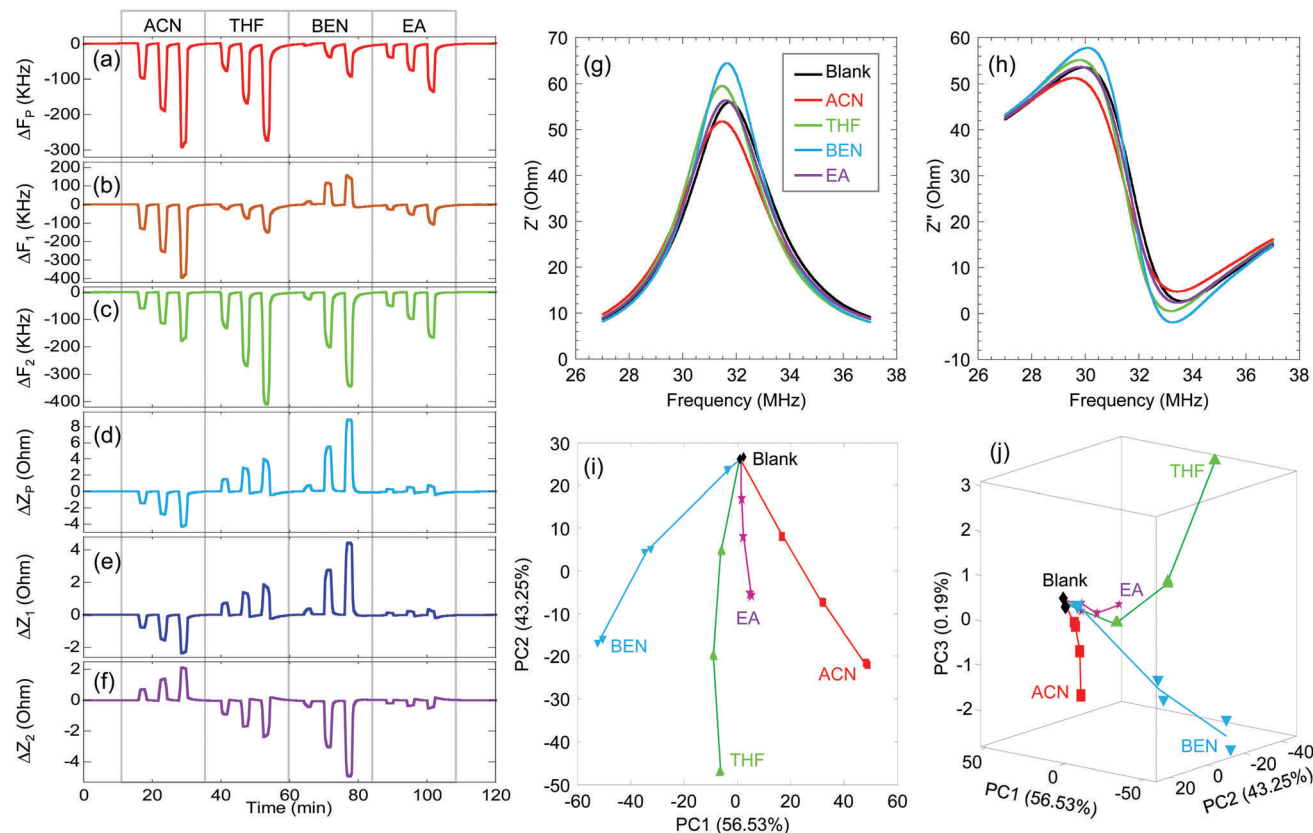 ACN THF BEN EA
(a)
ΔF_P (KHz)
0
-100
-200
-300
(b)
ΔF_1 (KHz)
200
100
0
-100
-200
-300
-400
(c)
ΔF_2 (KHz)
0
-100
-200
-300
-400
(d)
ΔZ_P (Ohm)
8
6
4
2
0
-2
-4
(e)
ΔZ_1 (Ohm)
4
2
0
-2
(f)
ΔZ_2 (Ohm)
2
0
-2
-4
0 20 40 60 80 100 120
Time (min)
(g)
Z' (Ohm)
70
60
50
40
30
20
10
0
Blank
ACN
THF
BEN
EA
26 28 30 32 34 36 38
Frequency (MHz)
(h)
Z" (Ohm)
60
50
40
30
20
10
0
-10
26 28 30 32 34 36 38
Frequency (MHz)
(i)
PC2 (43.25%)
30
20
10
0
-10
-20
-30
-40
-50
Blank
BEN
EA
ACN
THF
-60 -40 -20 0 20 40 60
PC1 (56.53%)
(j)
PC3 (0.19%)
3
2
1
0
-1
-2
THF
Blank
EA
ACN
BEN
50 0 -50
PC1 (56.53%)
20 0 -20 -40
PC2 (43.25%)